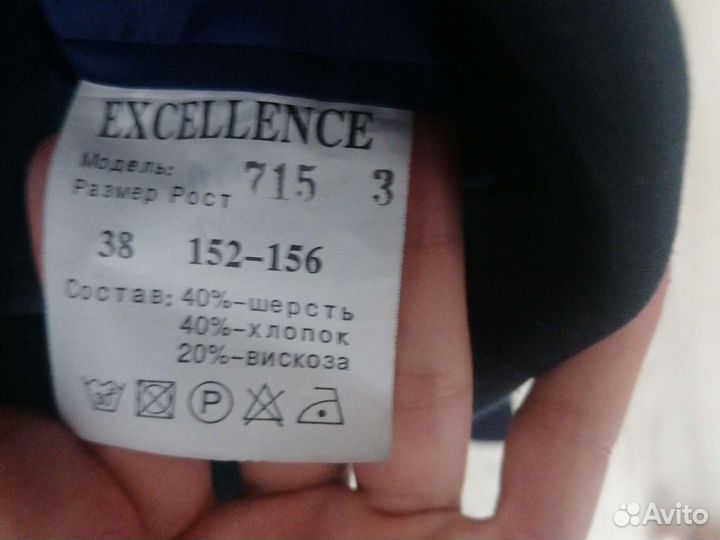 EXCELLENCE
Модель: 715 3
Размер Рост
38 152-156
Состав: 40%-шерсть
40%-хлопок
20%-вискоза
P
Avito